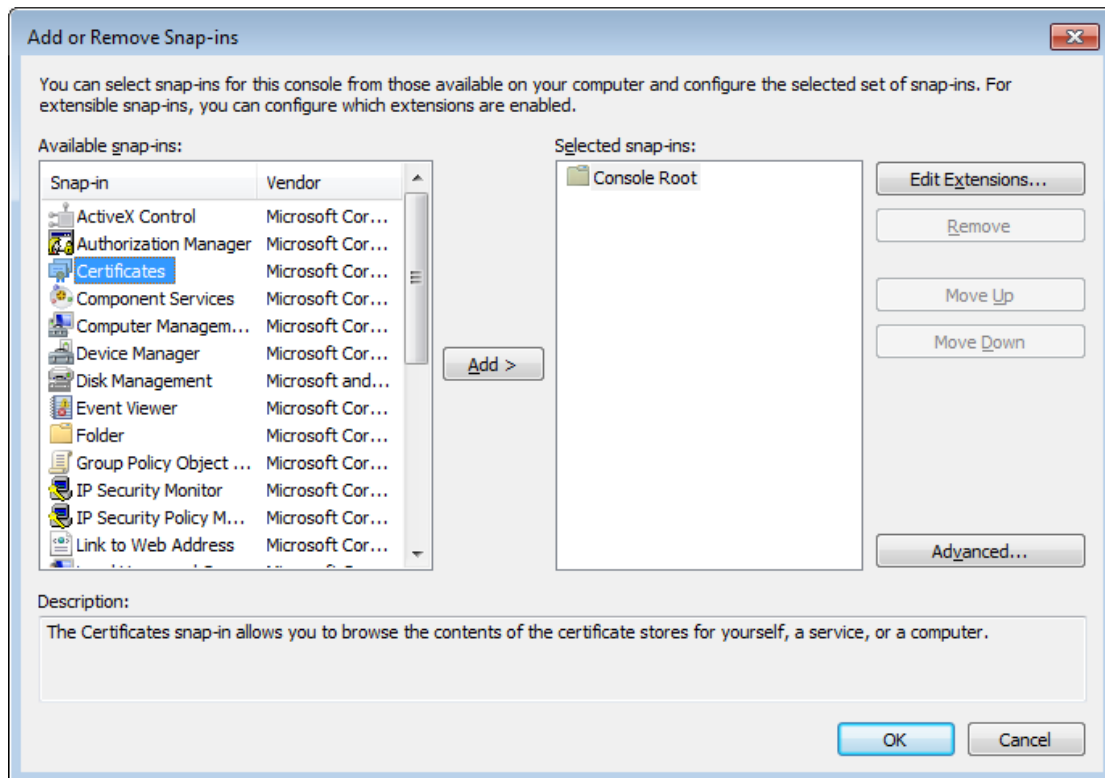 Add or Remove Snap-ins
You can select snap-ins for this console from those available on your computer and configure the selected set of snap-ins. For
extensible snap-ins, you can configure which extensions are enabled.
Available snap-ins:
Snap-in Vendor
ActiveX Control Microsoft Cor...
Authorization Manager Microsoft Cor...
Certificates Microsoft Cor...
Component Services Microsoft Cor...
Computer Managem... Microsoft Cor...
Device Manager Microsoft Cor...
Disk Management Microsoft and...
Event Viewer Microsoft Cor...
Folder Microsoft Cor...
Group Policy Object ... Microsoft Cor...
IP Security Monitor Microsoft Cor...
IP Security Policy M... Microsoft Cor...
Link to Web Address Microsoft Cor...
Add >
Selected snap-ins:
Console Root
Edit Extensions...
Remove
Move Up
Move Down
Advanced...
Description:
The Certificates snap-in allows you to browse the contents of the certificate stores for yourself, a service, or a computer.
OK
Cancel